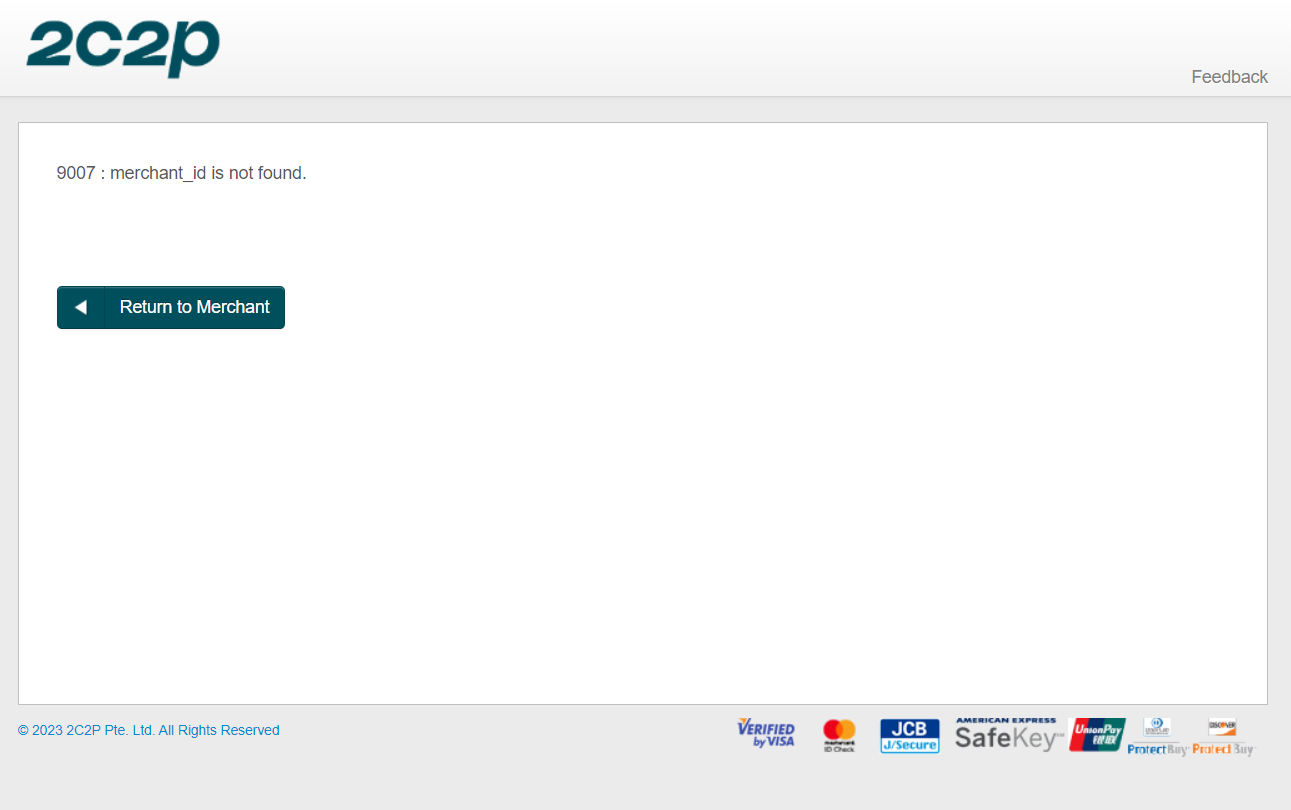 2c2p
Feedback
9007 : merchant_id is not found.
Return to Merchant
© 2023 2C2P Pte. Ltd. All Rights Reserved
VERIFIED
by VISA
mastercard
ID Check
JCB
J/Secure
AMERICAN EXPRESS
SafeKey
UnionPay
银联
ProtectBuy
DISCOVER
ProtectBuy